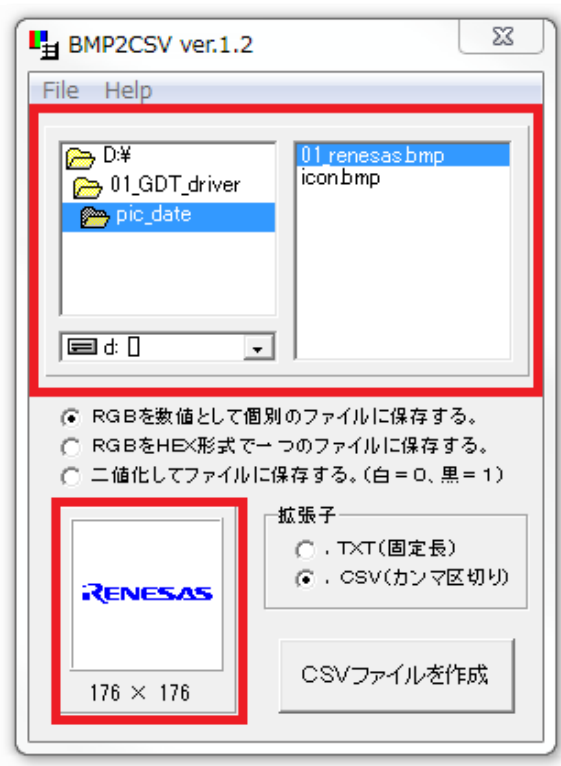 BMP2CSV ver.1.2
File Help
D:¥
01_GDT_driver
pic_date
01_renesas.bmp
icon.bmp
d: []
RGBを数値として個別のファイルに保存する。
RGBをHEX形式で一つのファイルに保存する。
二値化してファイルに保存する。(白=0、黒=1)
RENESAS
176 × 176
拡張子
. TXT(固定長)
. CSV(カンマ区切り)
CSVファイルを作成